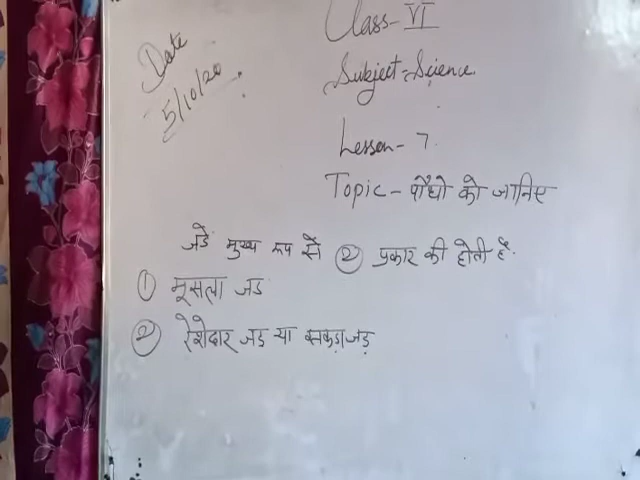 Class - VI
Date
5/10/20
Subject = Science
Lesson - 7
Topic - पौधो को जानिए
जड़े मुख्य रूप से ② प्रकार की होती है.
① मूसला जड
② रेशेदार जड़ या झकड़ा जड़